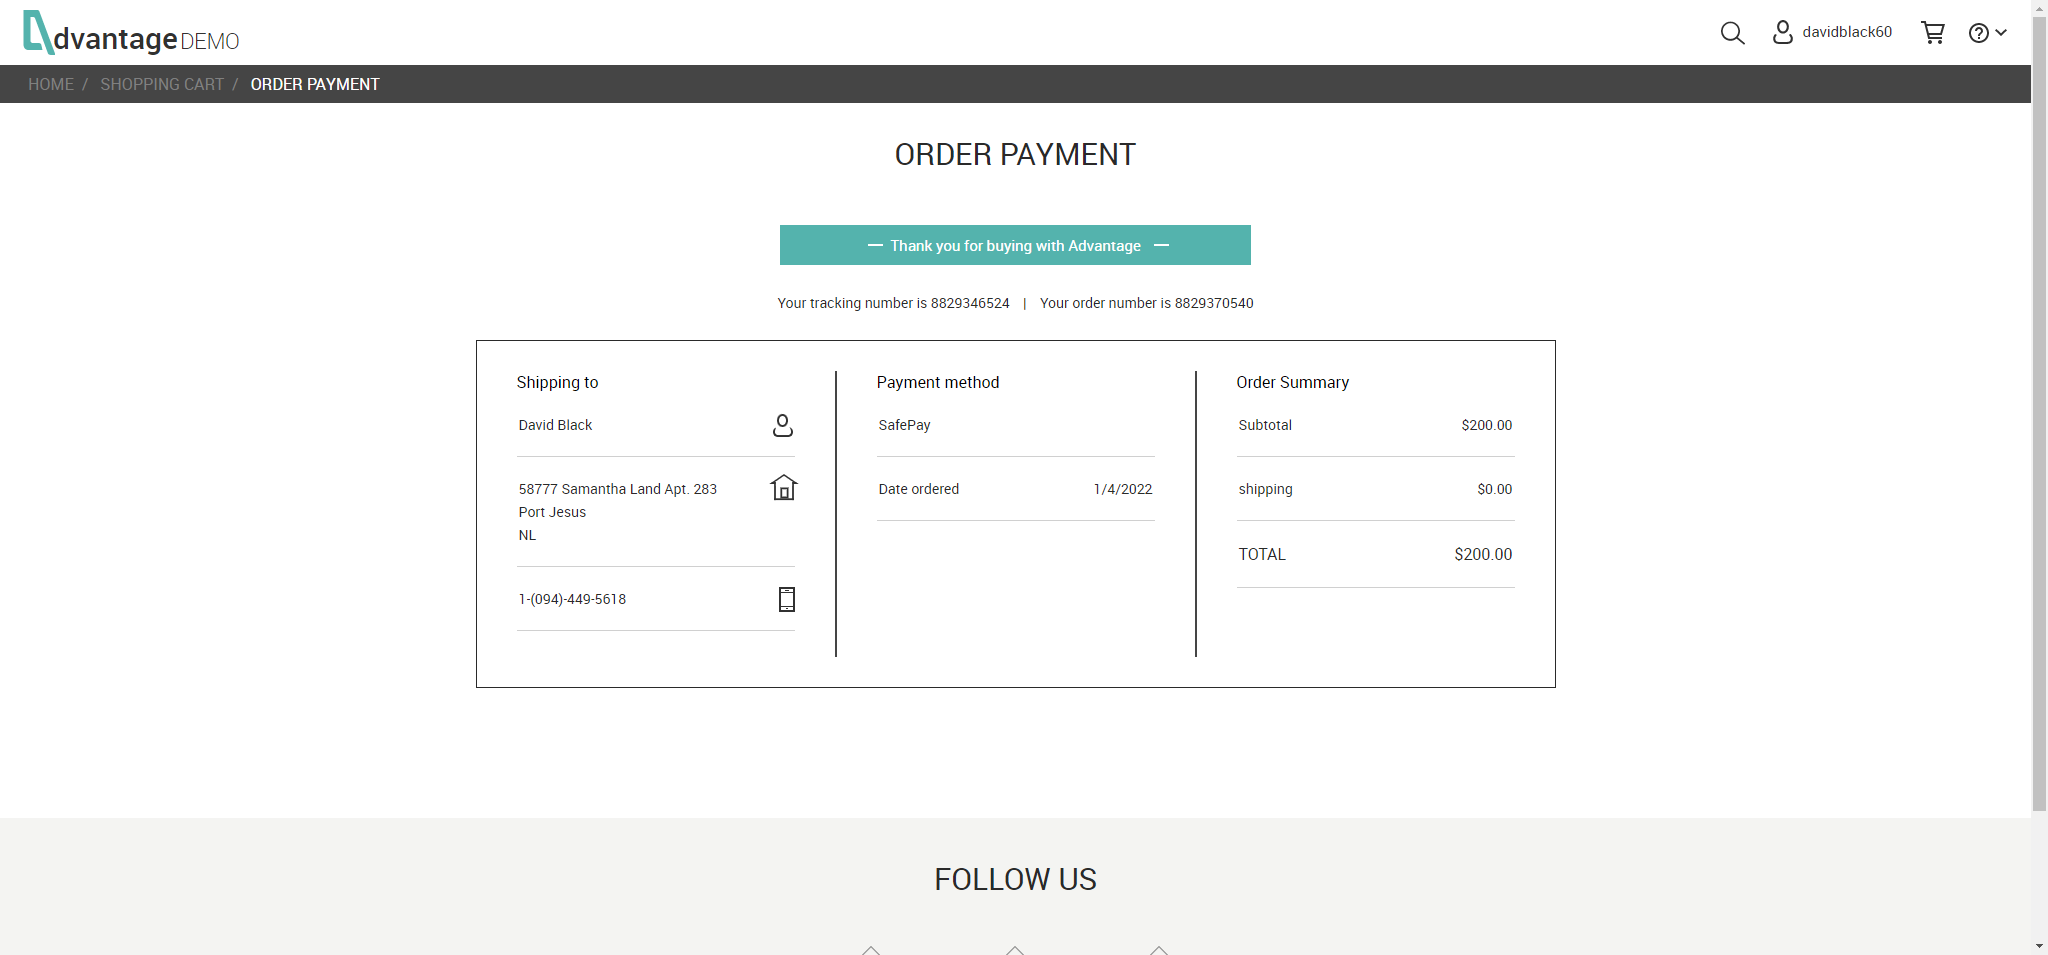 dvantage DEMO
davidblack60
HOME / SHOPPING CART / ORDER PAYMENT
ORDER PAYMENT
Thank you for buying with Advantage
Your tracking number is 8829346524 | Your order number is 8829370540
Shipping to
David Black
58777 Samantha Land Apt. 283
Port Jesus
NL
1-(094)-449-5618
Payment method
SafePay
Date ordered 1/4/2022
Order Summary
Subtotal $200.00
shipping $0.00
TOTAL $200.00
FOLLOW US